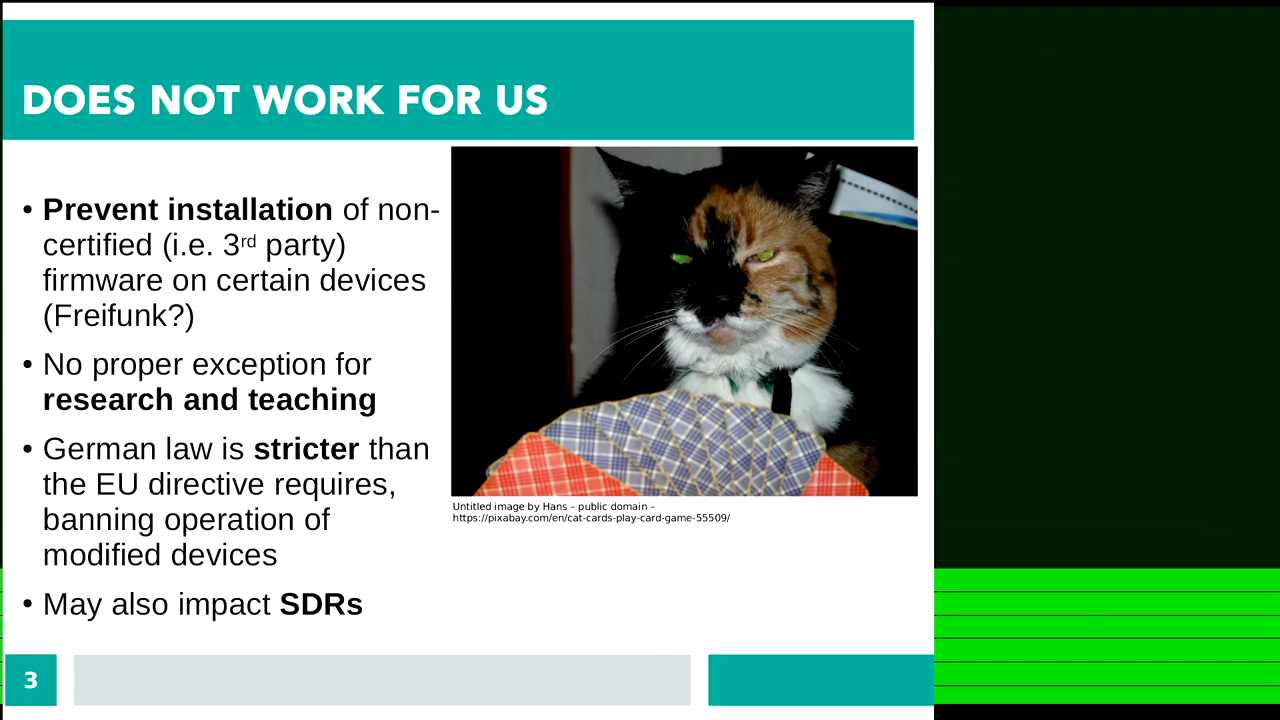 DOES NOT WORK FOR US
• Prevent installation of non-
certified (i.e. 3rd party)
firmware on certain devices
(Freifunk?)
• No proper exception for
research and teaching
• German law is stricter than
the EU directive requires,
banning operation of
modified devices
• May also impact SDRs
Untitled image by Hans – public domain –
https://pixabay.com/en/cat-cards-play-card-game-55509/
3